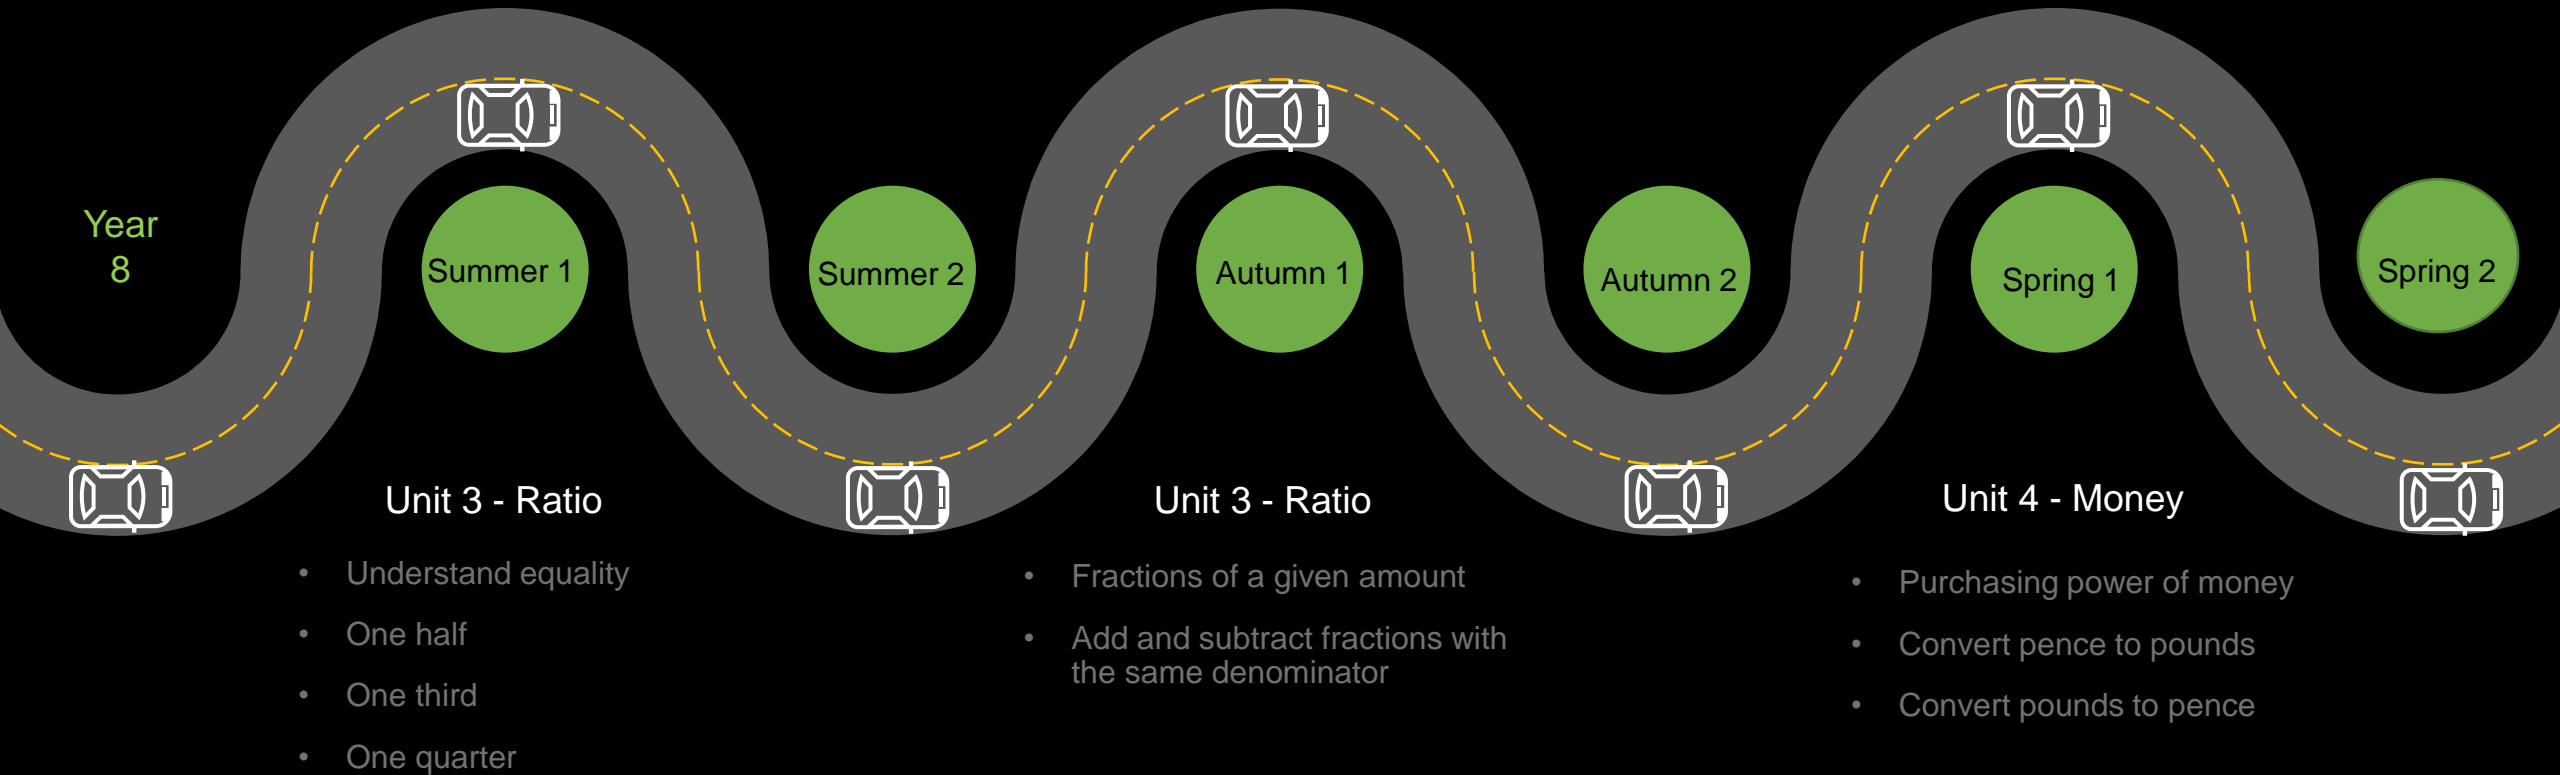 Year
8
Summer 1
Summer 2
Autumn 1
Autumn 2
Spring 1
Spring 2
Unit 3 - Ratio
• Understand equality
• One half
• One third
• One quarter
Unit 3 - Ratio
• Fractions of a given amount
• Add and subtract fractions with
the same denominator
Unit 4 - Money
• Purchasing power of money
• Convert pence to pounds
• Convert pounds to pence